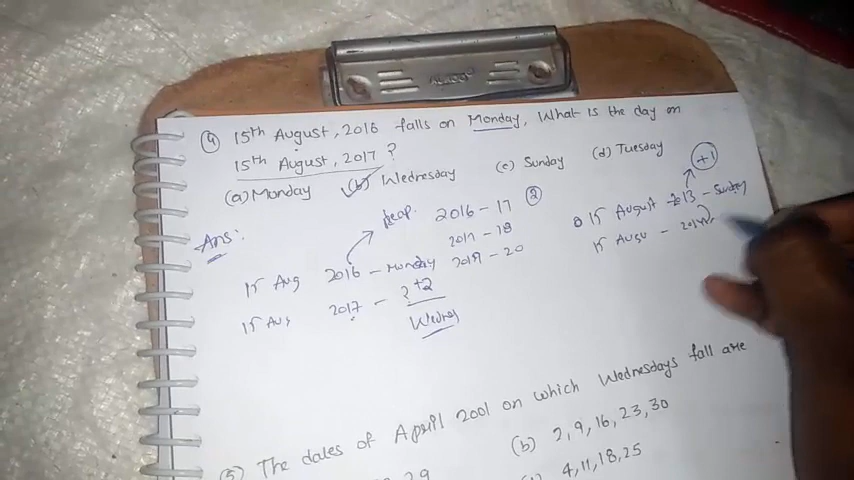 ④ 15th August, 2016 falls on Monday, What is the day on
15th August, 2017 ?
(a) Monday (b) Wednesday (c) Sunday (d) Tuesday
+1
Ans:
leap. 2016 - 17 ②
2017 - 18
2019 - 20
15 Aug 2016 - Monday
+2
15 Aug 2017 - ?
Wednes
15 August 2013 - Sunday
15 Augu - 2014
⑤ The dates of April 2001 on which Wednesdays fall are
(b) 2, 9, 16, 23, 30
29
4, 11, 18, 25